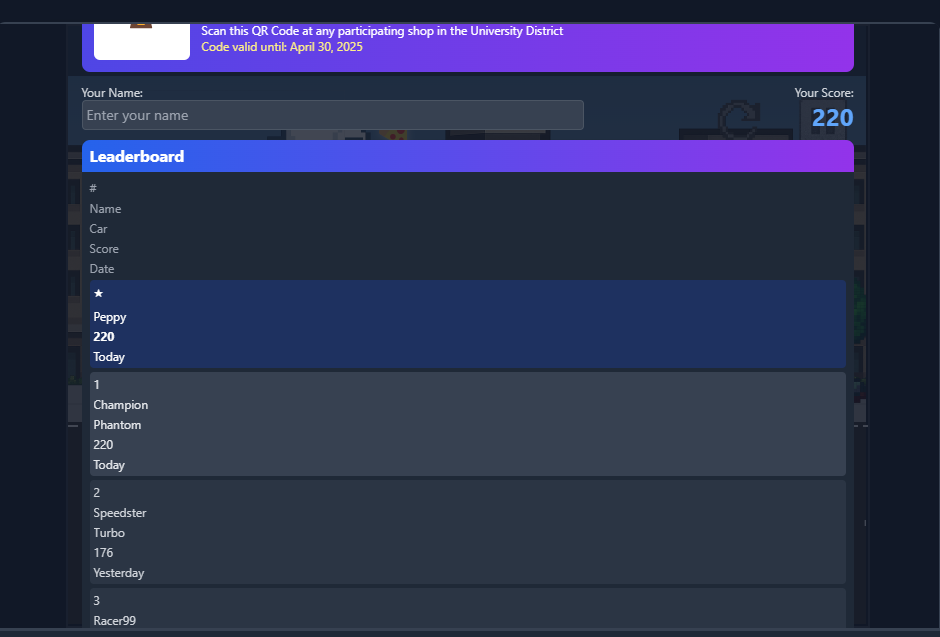 Scan this QR Code at any participating shop in the University District
Code valid until: April 30, 2025
Your Name:
Your Score:
Enter your name
220
Leaderboard
#
Name
Car
Score
Date
★
Peppy
220
Today
1
Champion
Phantom
220
Today
2
Speedster
Turbo
176
Yesterday
3
Racer99